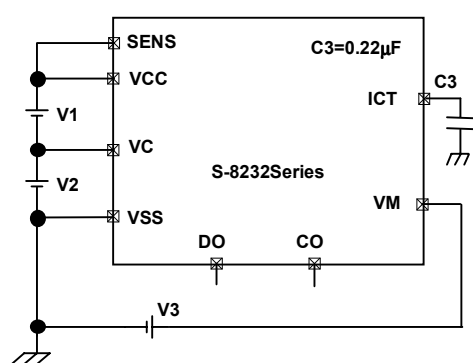 SENS
C3=0.22μF
VCC
C3
ICT
V1
VC
S-8232Series
V2
VM
VSS
DO
CO
V3